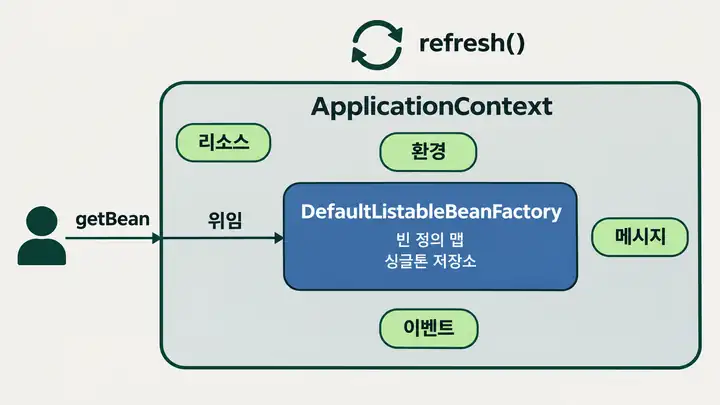 refresh()
ApplicationContext
리소스
환경
getBean
위임
DefaultListableBeanFactory
빈 정의 맵
싱글톤 저장소
메시지
이벤트